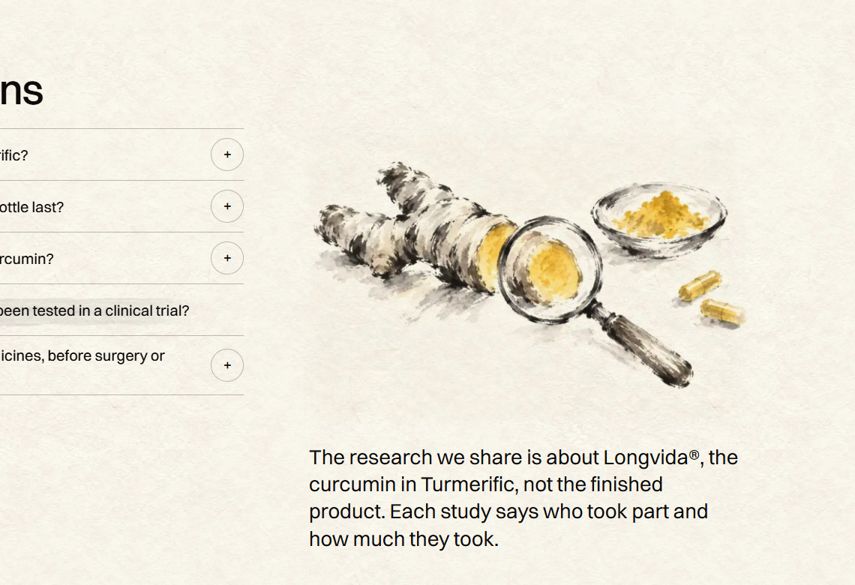 ns
rific?
+
ottle last?
+
rcumin?
+
been tested in a clinical trial?
icines, before surgery or
+
The research we share is about Longvida®, the
curcumin in Turmerific, not the finished
product. Each study says who took part and
how much they took.